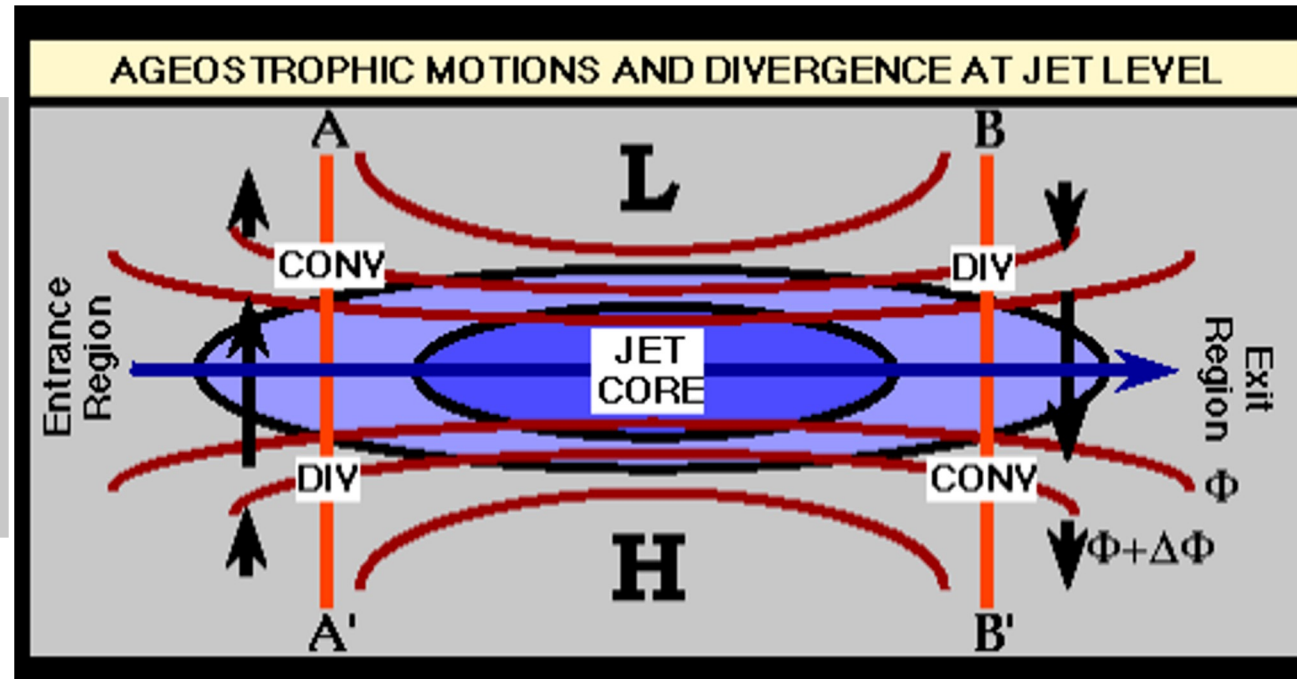 AGEOSTROPHIC MOTIONS AND DIVERGENCE AT JET LEVEL
A
B
L
CONV
DIV
Entrance
Region
JET
CORE
Exit
Region
DIV
CONV
Φ
H
Φ+ΔΦ
A'
B'